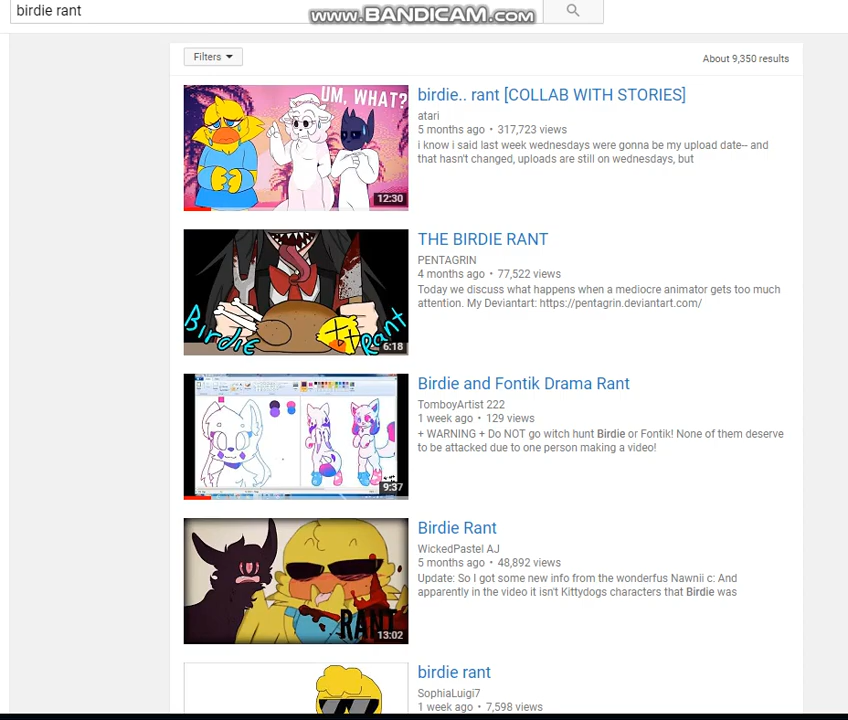 birdie rant
www.BANDICAM.com
Filters
About 9,350 results
UM, WHAT?
12:30
birdie.. rant [COLLAB WITH STORIES]
atari
5 months ago • 317,723 views
i know i said last week wednesdays were gonna be my upload date-- and
that hasn't changed, uploads are still on wednesdays, but
Birdie rant
6:18
THE BIRDIE RANT
PENTAGRIN
4 months ago • 77,522 views
Today we discuss what happens when a mediocre animator gets too much
attention. My Deviantart: https://pentagrin.deviantart.com/
9:37
Birdie and Fontik Drama Rant
TomboyArtist 222
1 week ago • 129 views
+ WARNING + Do NOT go witch hunt Birdie or Fontik! None of them deserve
to be attacked due to one person making a video!
RANT
13:02
Birdie Rant
WickedPastel AJ
5 months ago • 48,892 views
Update: So I got some new info from the wonderfus Nawnii c: And
apparently in the video it isn't Kittydogs characters that Birdie was
birdie rant
SophiaLuigi7
1 week ago • 7,598 views